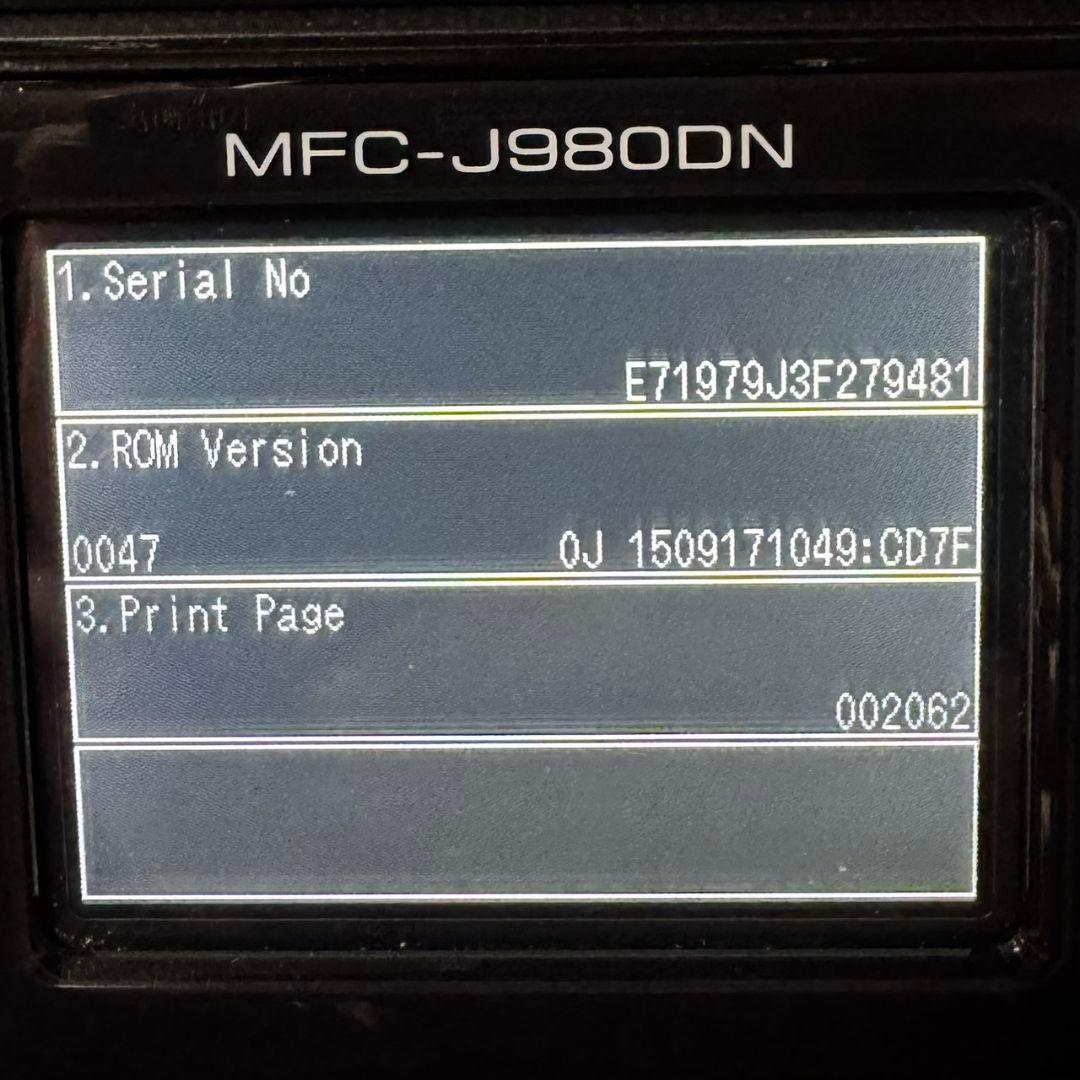 MFC-J980DN
1.Serial No
E71979J3F279481
2.ROM Version
0047 0J 1509171049:CD7F
3.Print Page
002062